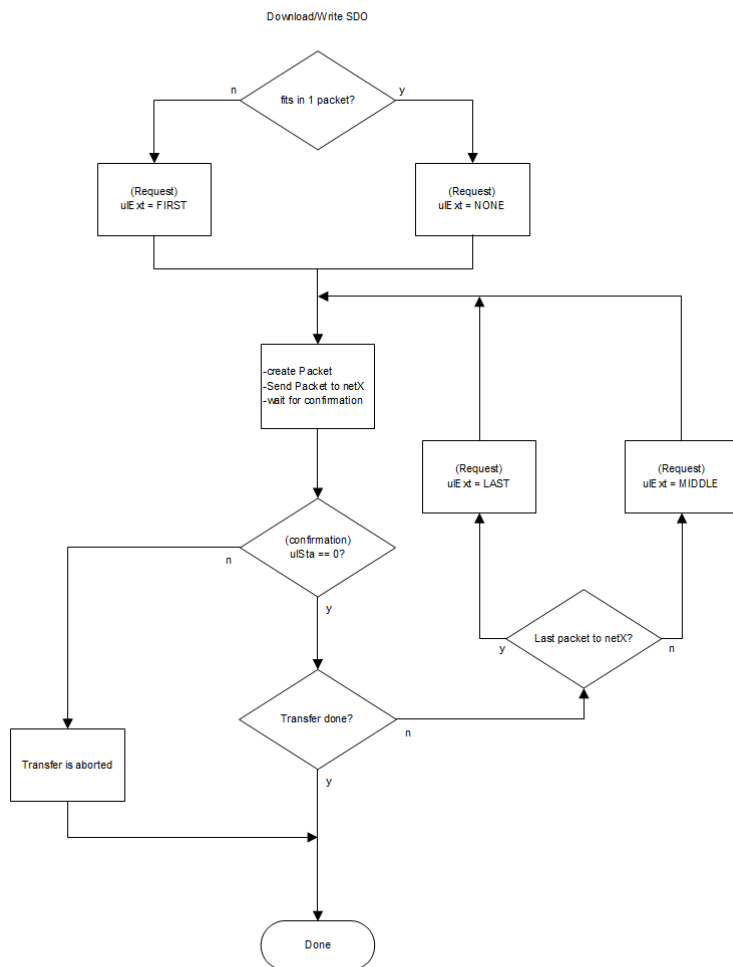 Download/Write SDO
n
fits in 1 packet?
y
(Request)
ulExt = FIRST
(Request)
ulExt = NONE
-create Packet
-Send Packet to netX
-wait for confirmation
(Request)
ulExt = LAST
(Request)
ulExt = MIDDLE
(confirmation)
ulSta == 0?
n
y
Last packet to netX?
y
n
Transfer done?
n
Transfer is aborted
y
Done